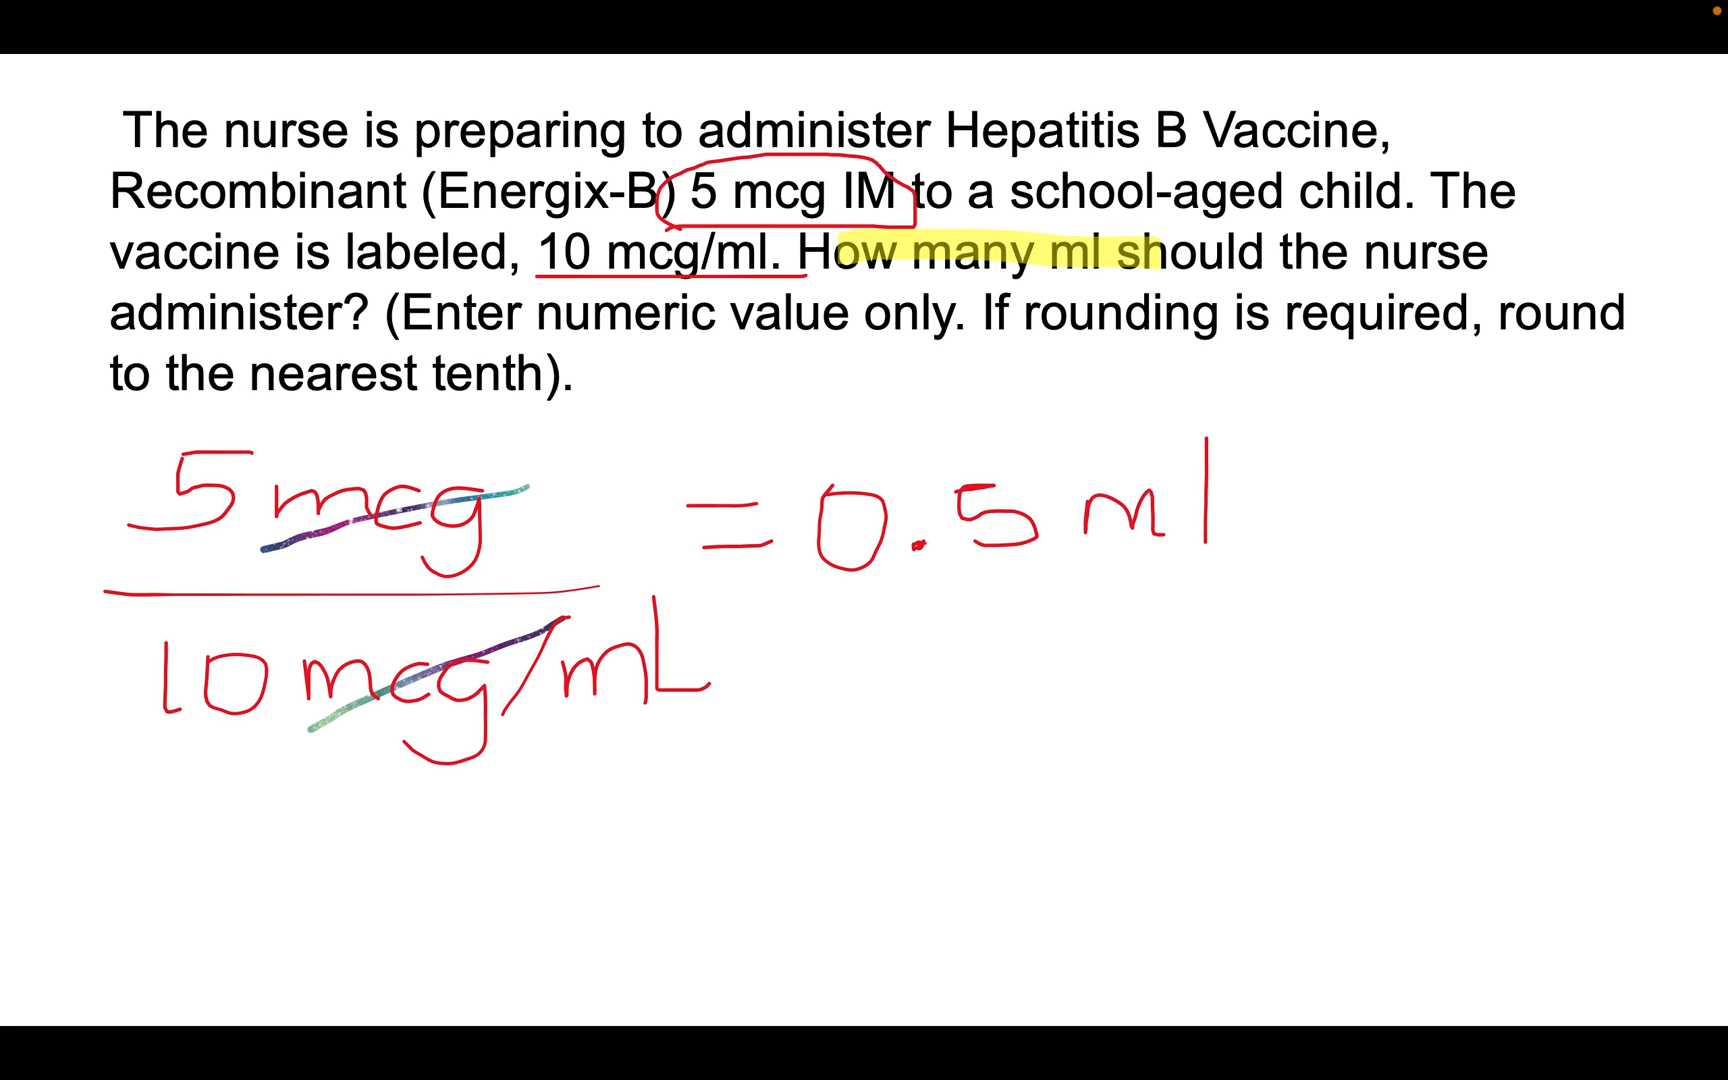 The nurse is preparing to administer Hepatitis B Vaccine,
Recombinant (Energix-B) 5 mcg IM to a school-aged child. The
vaccine is labeled, 10 mcg/ml. How many ml should the nurse
administer? (Enter numeric value only. If rounding is required, round
to the nearest tenth).
5 mcg = 0.5 ml
10 mcg/mL